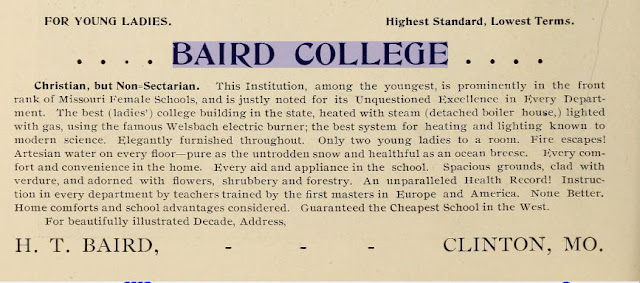 FOR YOUNG LADIES. Highest Standard, Lowest Terms.
. . . . BAIRD COLLEGE . . . .
Christian, but Non-Sectarian. This Institution, among the youngest, is prominently in the front
rank of Missouri Female Schools, and is justly noted for its Unquestioned Excellence in Every Depart-
ment. The best (ladies') college building in the state, heated with steam (detached boiler house,) lighted
with gas, using the famous Welsbach electric burner; the best system for heating and lighting known to
modern science. Elegantly furnished throughout. Only two young ladies to a room. Fire escapes!
Artesian water on every floor—pure as the untrodden snow and healthful as an ocean breese. Every com-
fort and convenience in the home. Every aid and appliance in the school. Spacious grounds, clad with
verdure, and adorned with flowers, shrubbery and forestry. An unparalleled Health Record! Instruc-
tion in every department by teachers trained by the first masters in Europe and America. None Better.
Home comforts and school advantages considered. Guaranteed the Cheapest School in the West.
For beautifully illustrated Decade, Address,
H. T. BAIRD, - - - CLINTON, MO.